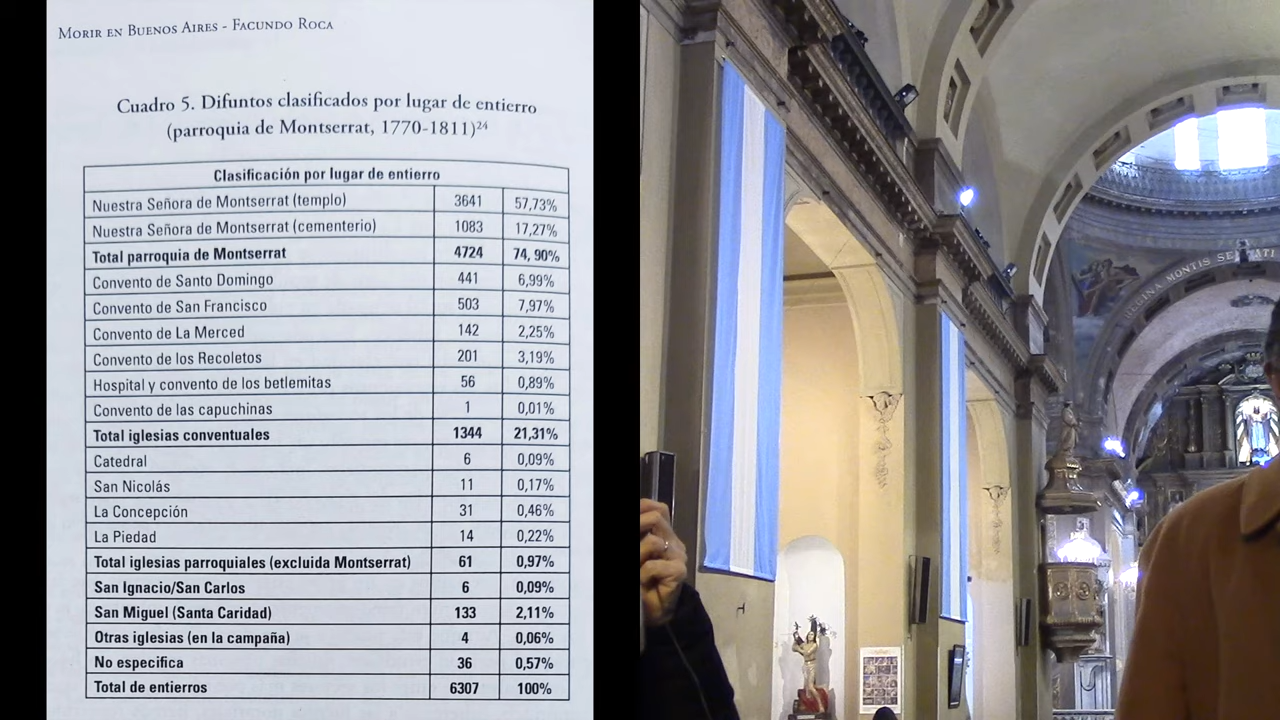 Morir en Buenos Aires - Facundo Roca
Cuadro 5. Difuntos clasificados por lugar de entierro
(parroquia de Montserrat, 1770-1811)²⁴
Clasificación por lugar de entierro
Nuestra Señora de Montserrat (templo) 3641 57,73%
Nuestra Señora de Montserrat (cementerio) 1083 17,27%
Total parroquia de Montserrat 4724 74, 90%
Convento de Santo Domingo 441 6,99%
Convento de San Francisco 503 7,97%
Convento de La Merced 142 2,25%
Convento de los Recoletos 201 3,19%
Hospital y convento de los betlemitas 56 0,89%
Convento de las capuchinas 1 0,01%
Total iglesias conventuales 1344 21,31%
Catedral 6 0,09%
San Nicolás 11 0,17%
La Concepción 31 0,46%
La Piedad 14 0,22%
Total iglesias parroquiales (excluida Montserrat) 61 0,97%
San Ignacio/San Carlos 6 0,09%
San Miguel (Santa Caridad) 133 2,11%
Otras iglesias (en la campaña) 4 0,06%
No especifica 36 0,57%
Total de entierros 6307 100%
REGINA MONTIS SERRATI